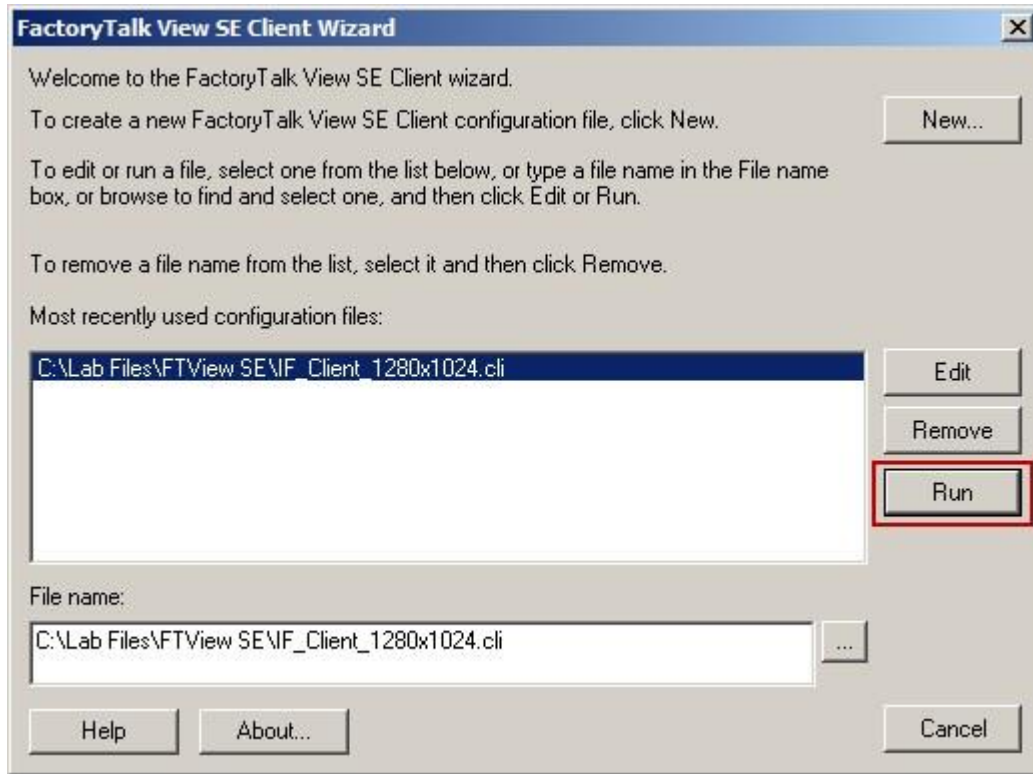 FactoryTalk View SE Client Wizard
Welcome to the FactoryTalk View SE Client wizard.
To create a new FactoryTalk View SE Client configuration file, click New.
New...
To edit or run a file, select one from the list below, or type a file name in the File name
box, or browse to find and select one, and then click Edit or Run.
To remove a file name from the list, select it and then click Remove.
Most recently used configuration files:
C:\Lab Files\FTView SE\IF_Client_1280x1024.cli
Edit
Remove
Run
File name:
C:\Lab Files\FTView SE\IF_Client_1280x1024.cli
...
Help
About...
Cancel